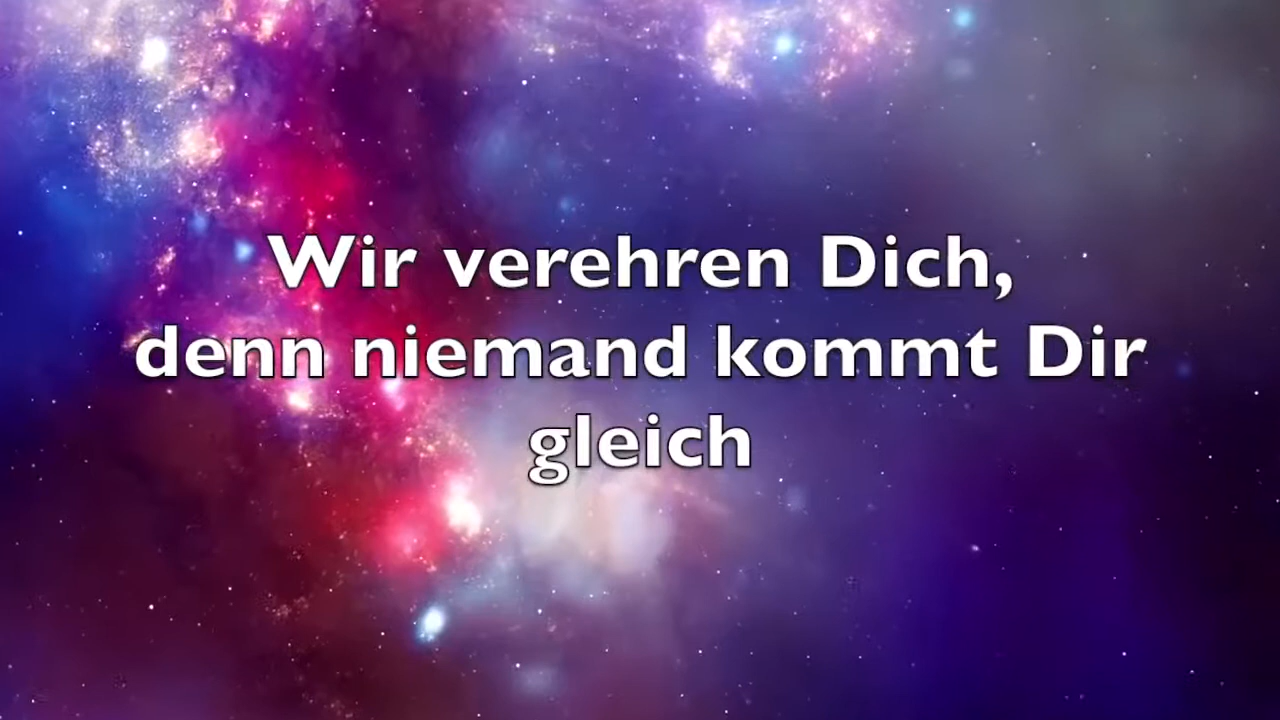 Wir verehren Dich,
denn niemand kommt Dir
gleich